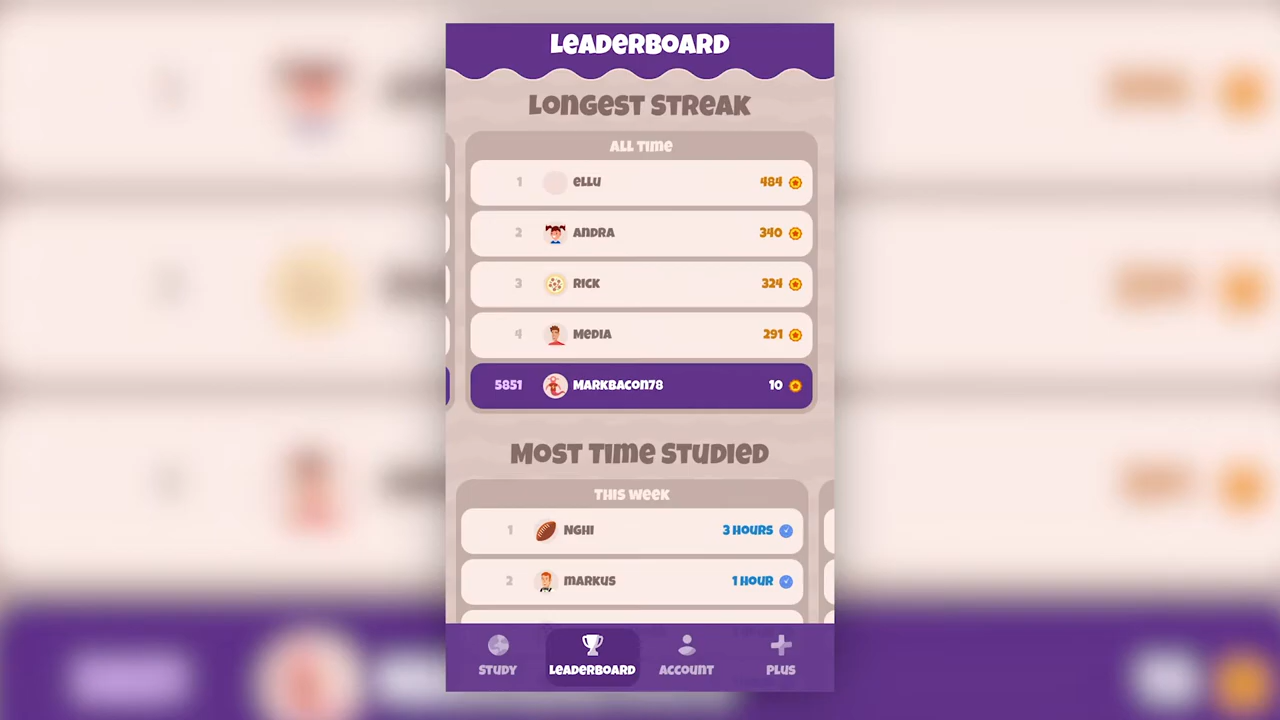 LEADERBOARD
LONGEST STREAK
ALL TIME
1 ELLU 484
2 ANDRA 340
3 RICK 324
4 MEDIA 291
5851 MARKBACON78 10
MOST TIME STUDIED
THIS WEEK
1 NGHI 3 HOURS
2 MARKUS 1 HOUR
STUDY LEADERBOARD ACCOUNT PLUS